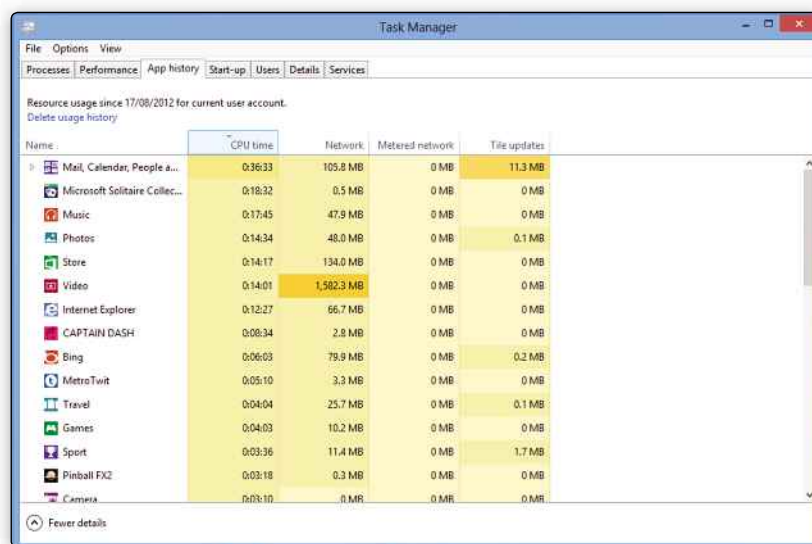 Task Manager
File Options View
Processes Performance App history Start-up Users Details Services
Resource usage since 17/08/2012 for current user account.
Delete usage history
Name CPU time Network Metered network Tile updates
Mail, Calendar, People a... 0:36:33 105.8 MB 0 MB 11.3 MB
Microsoft Solitaire Collec... 0:18:32 0.5 MB 0 MB 0 MB
Music 0:17:45 47.9 MB 0 MB 0 MB
Photos 0:14:34 48.0 MB 0 MB 0.1 MB
Store 0:14:17 134.0 MB 0 MB 0 MB
Video 0:14:01 1,582.3 MB 0 MB 0 MB
Internet Explorer 0:12:27 66.7 MB 0 MB 0 MB
CAPTAIN DASH 0:08:34 2.8 MB 0 MB 0 MB
Bing 0:06:03 79.9 MB 0 MB 0.2 MB
MetroTwit 0:05:10 3.3 MB 0 MB 0 MB
Travel 0:04:04 25.7 MB 0 MB 0.1 MB
Games 0:04:03 10.2 MB 0 MB 0 MB
Sport 0:03:36 11.4 MB 0 MB 1.7 MB
Pinball FX2 0:03:18 0.3 MB 0 MB 0 MB
Camera 0:03:10 0 MB 0 MB 0 MB
Fewer details